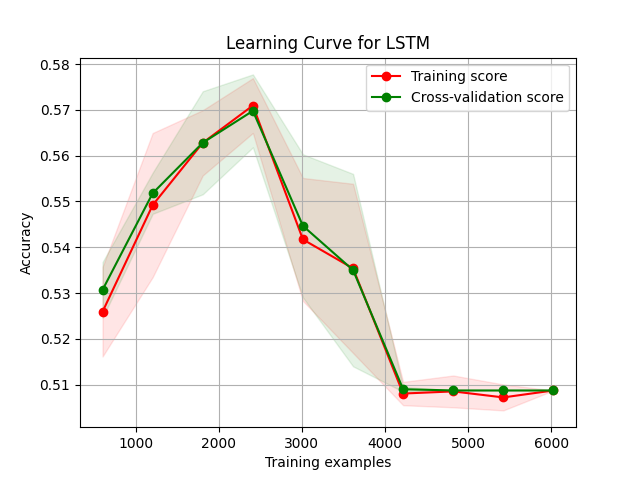 Learning Curve for LSTM
Training score
Cross-validation score
0.58
0.57
0.56
0.55
0.54
0.53
0.52
0.51
Accuracy
1000 2000 3000 4000 5000 6000
Training examples